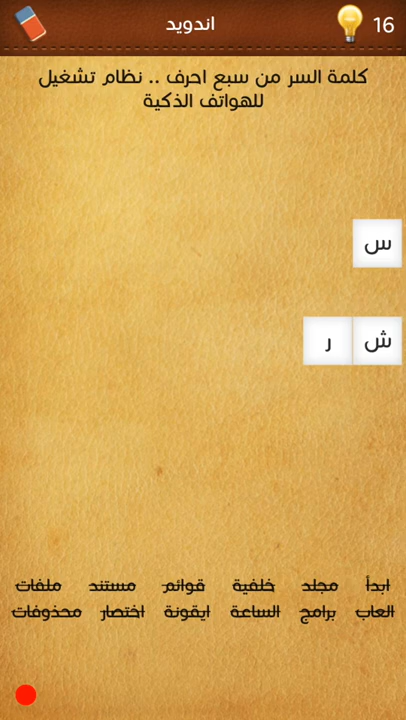 اندويد
16
كلمة السر من سبع احرف .. نظام تشغيل
للهواتف الذكية
س
ش ر
ابدأ مجلد خلفية قوائم مستند ملفات
العاب برامج الساعة ايقونة اختصار محذوفات